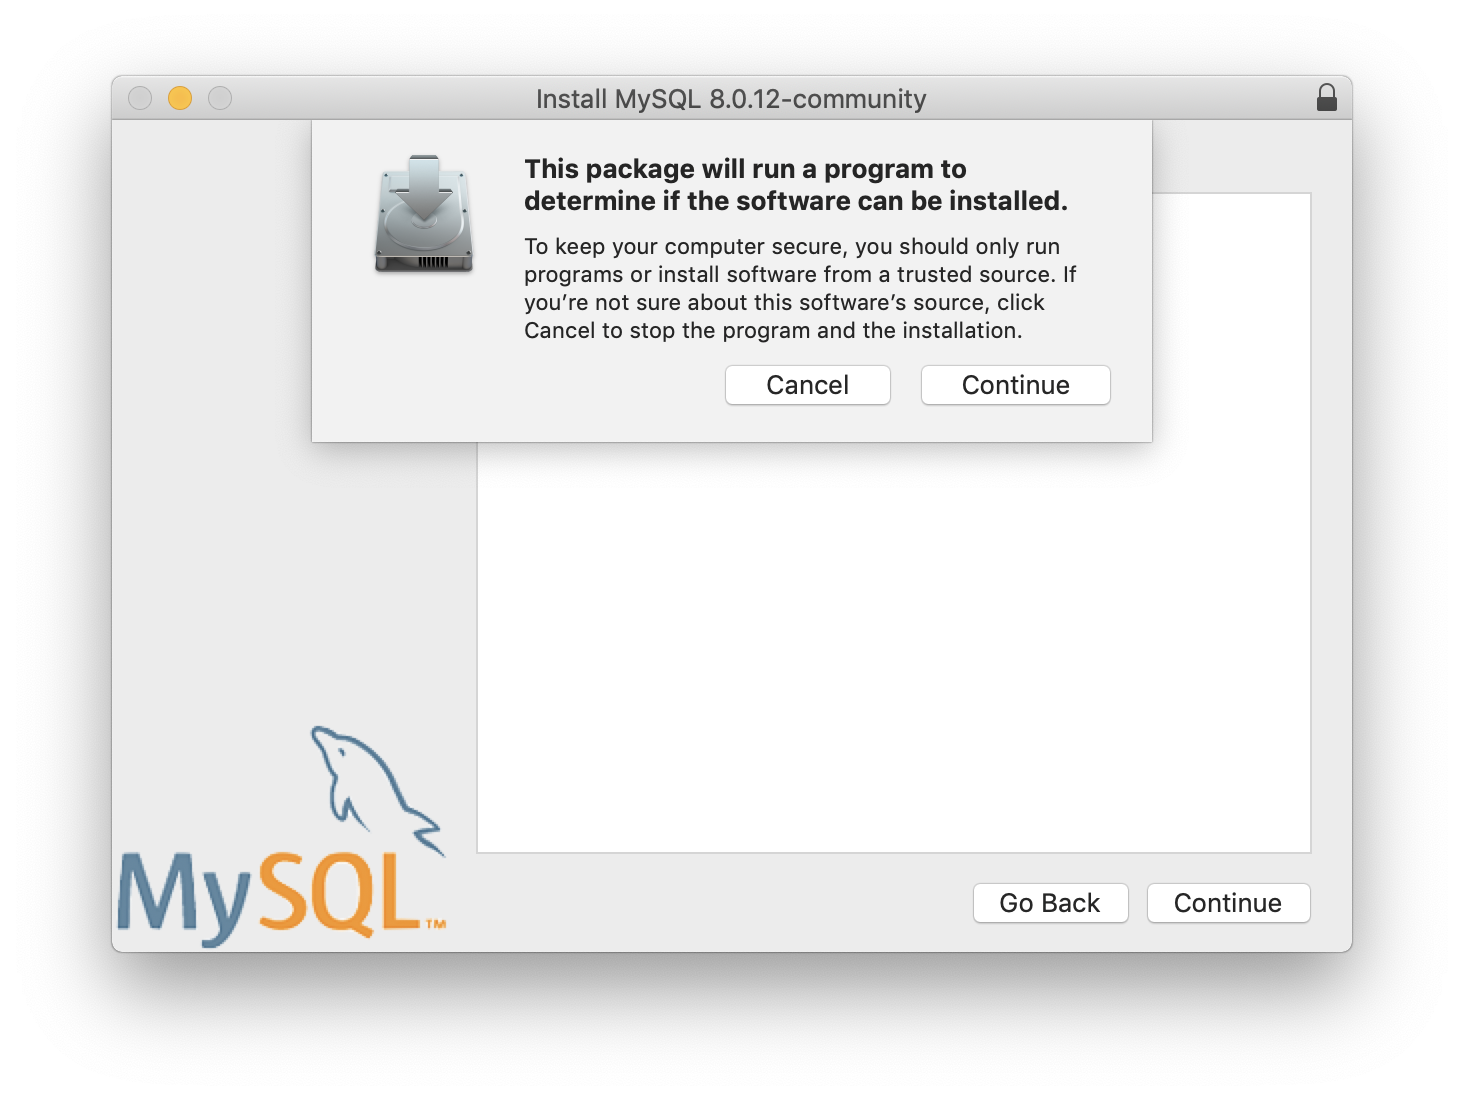 Install MySQL 8.0.12-community
This package will run a program to
determine if the software can be installed.
To keep your computer secure, you should only run
programs or install software from a trusted source. If
you’re not sure about this software’s source, click
Cancel to stop the program and the installation.
Cancel
Continue
MySQL™
Go Back
Continue